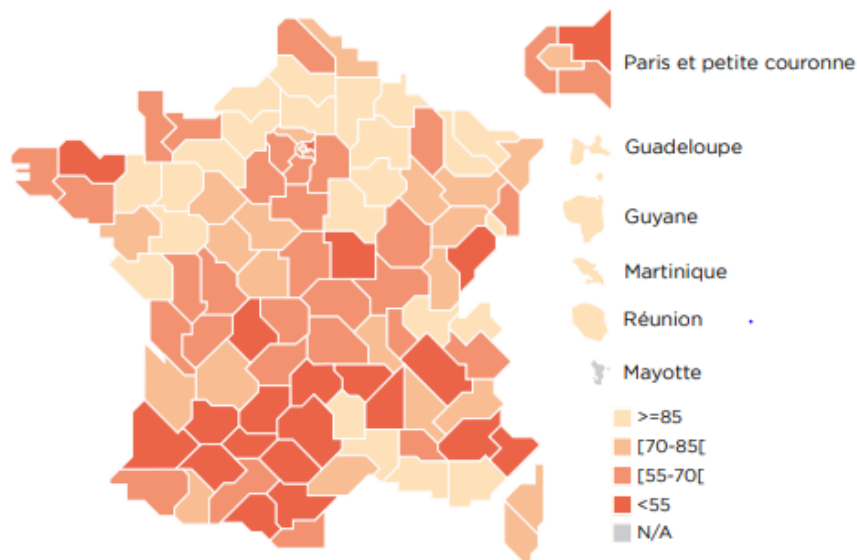 Paris et petite couronne
Guadeloupe
Guyane
Martinique
Réunion
Mayotte
>=85
[70-85[
[55-70[
<55
N/A